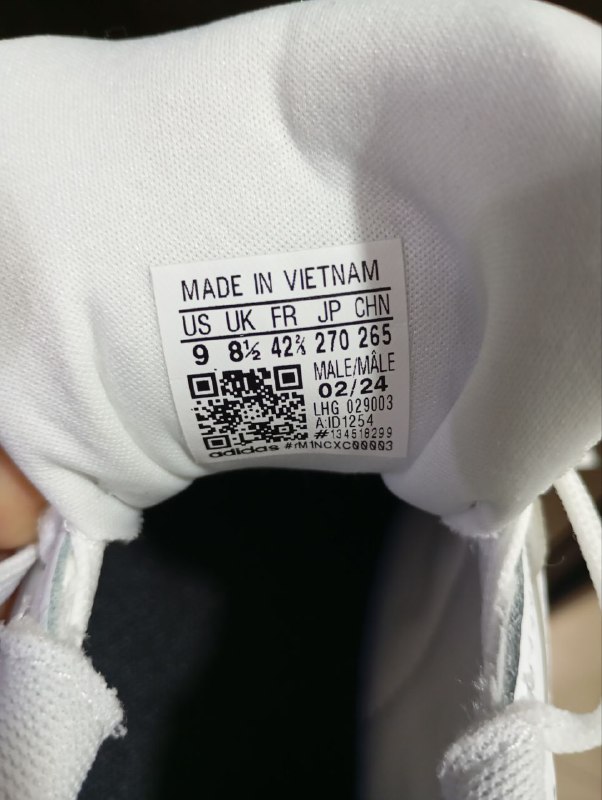 MADE IN VIETNAM
US UK FR JP CHN
9 8½ 42⅔ 270 265
MALE/MÂLE
02/24
LHG 029003
A:ID1254
#134518299
adidas #rM1NCXC00003